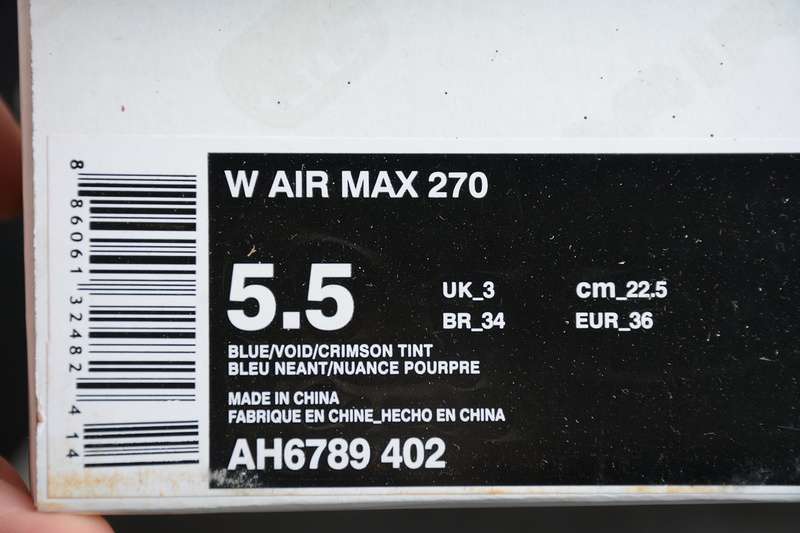 W AIR MAX 270
5.5
UK_3
cm_22.5
BR_34
EUR_36
BLUE/VOID/CRIMSON TINT
BLEU NEANT/NUANCE POURPRE
MADE IN CHINA
FABRIQUE EN CHINE_HECHO EN CHINA
AH6789 402
8 86061 32482 4 14